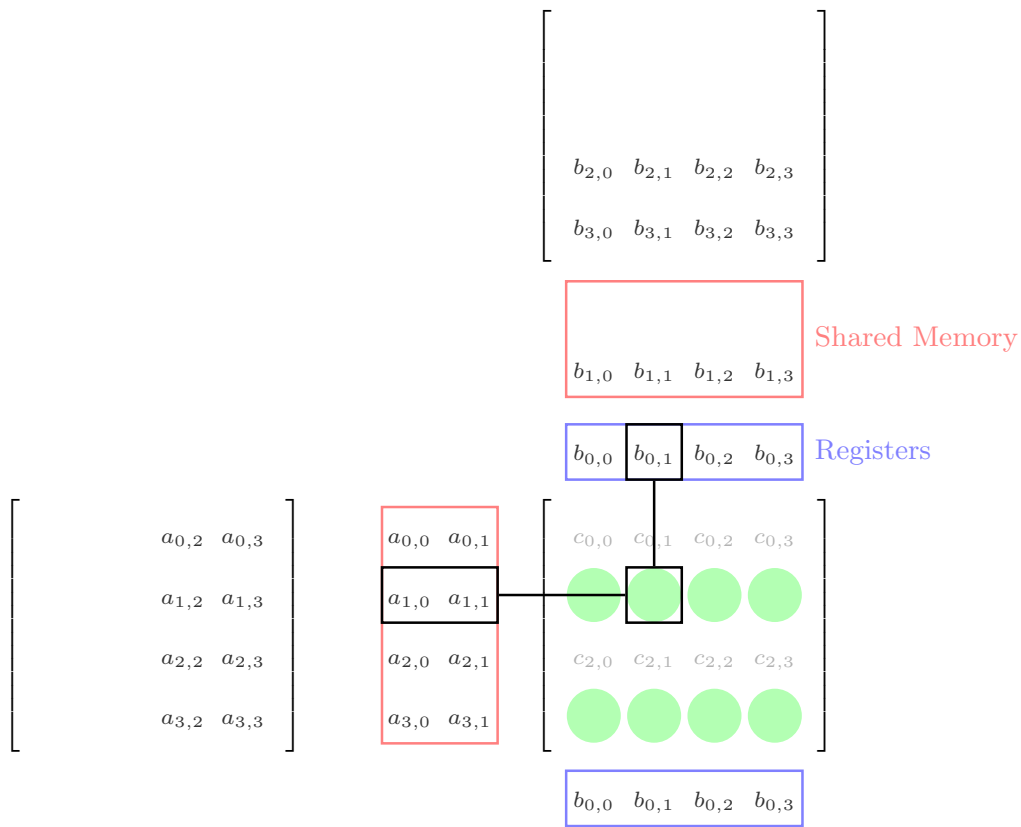 b2,0 b2,1 b2,2 b2,3
b3,0 b3,1 b3,2 b3,3
Shared Memory
b1,0 b1,1 b1,2 b1,3
b0,0 b0,1 b0,2 b0,3 Registers
a0,2 a0,3 a0,0 a0,1 c0,0 c0,1 c0,2 c0,3
a1,2 a1,3 a1,0 a1,1
a2,2 a2,3 a2,0 a2,1 c2,0 c2,1 c2,2 c2,3
a3,2 a3,3 a3,0 a3,1
b0,0 b0,1 b0,2 b0,3